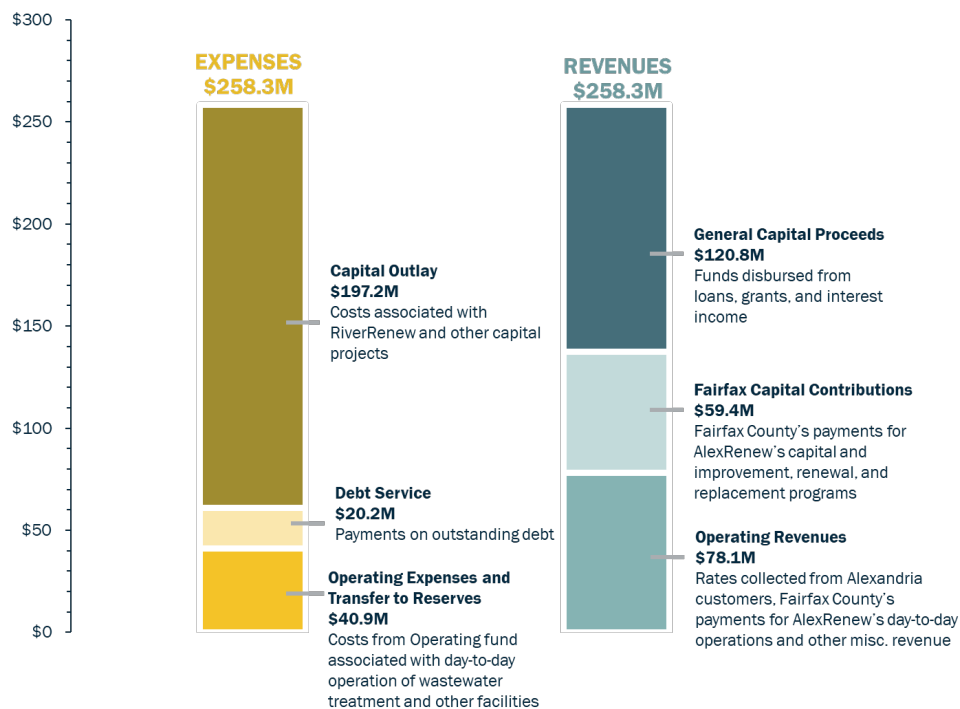 $300
$250
$200
$150
$100
$50
$0
EXPENSES
$258.3M
Capital Outlay
$197.2M
Costs associated with
RiverRenew and other capital
projects
Debt Service
$20.2M
Payments on outstanding debt
Operating Expenses and
Transfer to Reserves
$40.9M
Costs from Operating fund
associated with day-to-day
operation of wastewater
treatment and other facilities
REVENUES
$258.3M
General Capital Proceeds
$120.8M
Funds disbursed from
loans, grants, and interest
income
Fairfax Capital Contributions
$59.4M
Fairfax County's payments for
AlexRenew's capital and
improvement, renewal, and
replacement programs
Operating Revenues
$78.1M
Rates collected from Alexandria
customers, Fairfax County's
payments for AlexRenew's day-to-day
operations and other misc. revenue